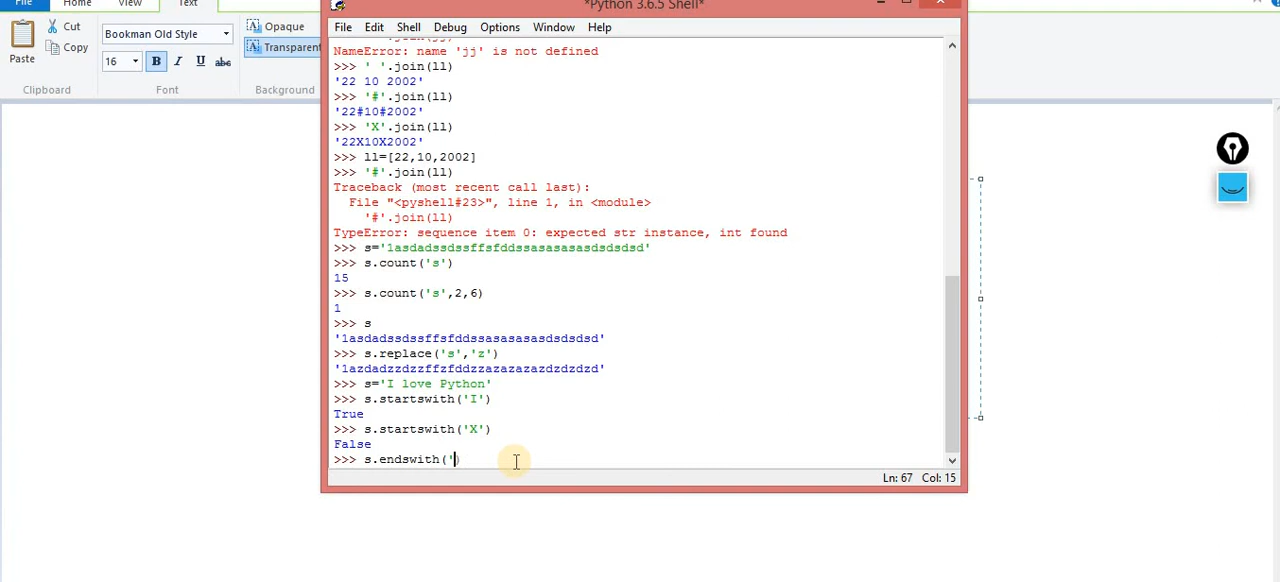 File Home View Text
Cut
Copy
Paste
Clipboard
Bookman Old Style
16 B I U abc
Font
Opaque
Transparent
Background
*Python 3.6.5 Shell*
File Edit Shell Debug Options Window Help
NameError: name 'jj' is not defined
>>> ' '.join(ll)
'22 10 2002'
>>> '#'.join(ll)
'22#10#2002'
>>> 'X'.join(ll)
'22X10X2002'
>>> ll=[22,10,2002]
>>> '#'.join(ll)
Traceback (most recent call last):
File "<pyshell#23>", line 1, in <module>
'#'.join(ll)
TypeError: sequence item 0: expected str instance, int found
>>> s='1asdadssdssffsfddssasasasasdsdsdsd'
>>> s.count('s')
15
>>> s.count('s',2,6)
1
>>> s
'1asdadssdssffsfddssasasasasdsdsdsd'
>>> s.replace('s','z')
'1azdadzzdzzffzfddzzazazazazdzdzdzd'
>>> s='I love Python'
>>> s.startswith('I')
True
>>> s.startswith('X')
False
>>> s.endswith(')
Ln: 67 Col: 15